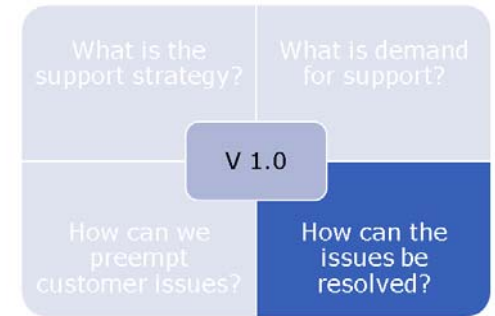 What is the
support strategy?
What is demand
for support?
V 1.0
How can we
preempt
customer issues?
How can the
issues be
resolved?